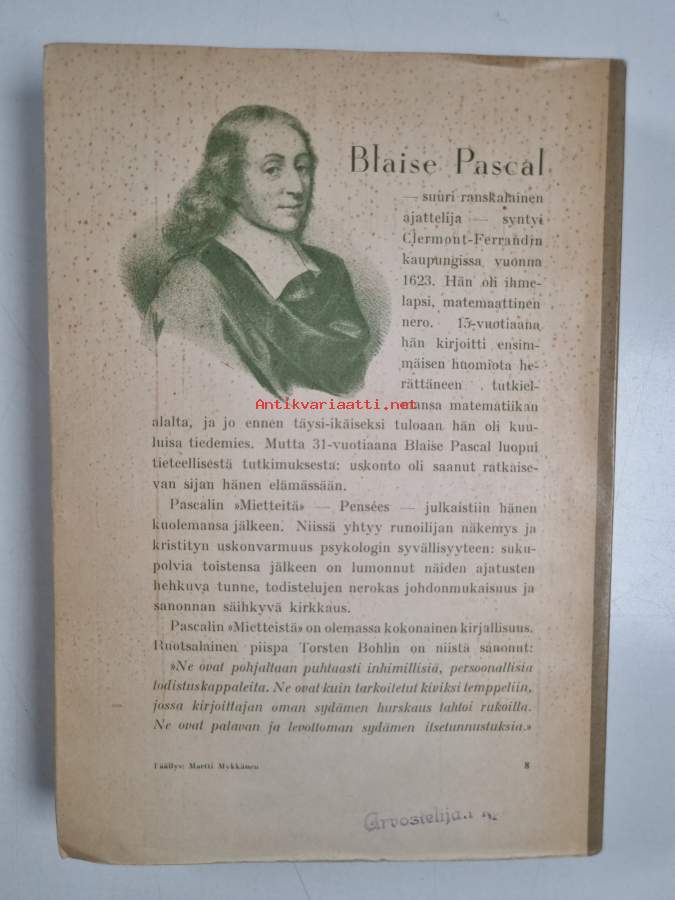 Blaise Pascal
— suuri ranskalainen
ajattelija — syntyi
Clermont-Ferrandin
kaupungissa vuonna
1623. Hän oli ihme-
lapsi, matemaattinen
nero. 15-vuotiaana
hän kirjoitti ensim-
mäisen huomiota he-
rättäneen tutkiel-
mansa matematiikan
Antikvariaatti.net
alalta, ja jo ennen täysi-ikäiseksi tuloaan hän oli kuu-
luisa tiedemies. Mutta 31-vuotiaana Blaise Pascal luopui
tieteellisestä tutkimuksesta: uskonto oli saanut ratkaise-
van sijan hänen elämässään.
Pascalin »Mietteitä» — Pensées — julkaistiin hänen
kuolemansa jälkeen. Niissä yhtyy runoilijan näkemys ja
kristityn uskonvarmuus psykologin syvällisyyteen: suku-
polvia toistensa jälkeen on lumonnut näiden ajatusten
hehkuva tunne, todistelujen nerokas johdonmukaisuus ja
sanonnan säihkyvä kirkkaus.
Pascalin »Mietteistä» on olemassa kokonainen kirjallisuus.
Ruotsalainen piispa Torsten Bohlin on niistä sanonut:
»Ne ovat pohjaltaan puhtaasti inhimillisiä, persoonallisia
todistuskappaleita. Ne ovat kuin tarkoitetut kiviksi temppeliin,
jossa kirjoittajan oman sydämen hurskaus tahtoi rukoilla.
Ne ovat palavan ja levottoman sydämen itsetunnustuksia.»
Päällys: Martti Mykkänen 8